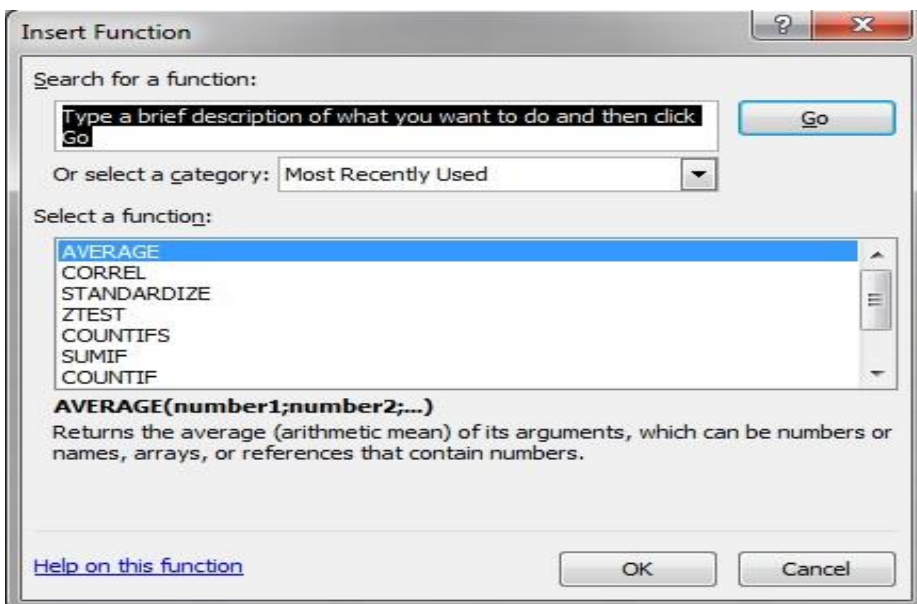 Insert Function
Search for a function:
Type a brief description of what you want to do and then click
Go
Go
Or select a category: Most Recently Used
Select a function:
AVERAGE
CORREL
STANDARDIZE
ZTEST
COUNTIFS
SUMIF
COUNTIF
AVERAGE(number1;number2;...)
Returns the average (arithmetic mean) of its arguments, which can be numbers or
names, arrays, or references that contain numbers.
Help on this function
OK
Cancel